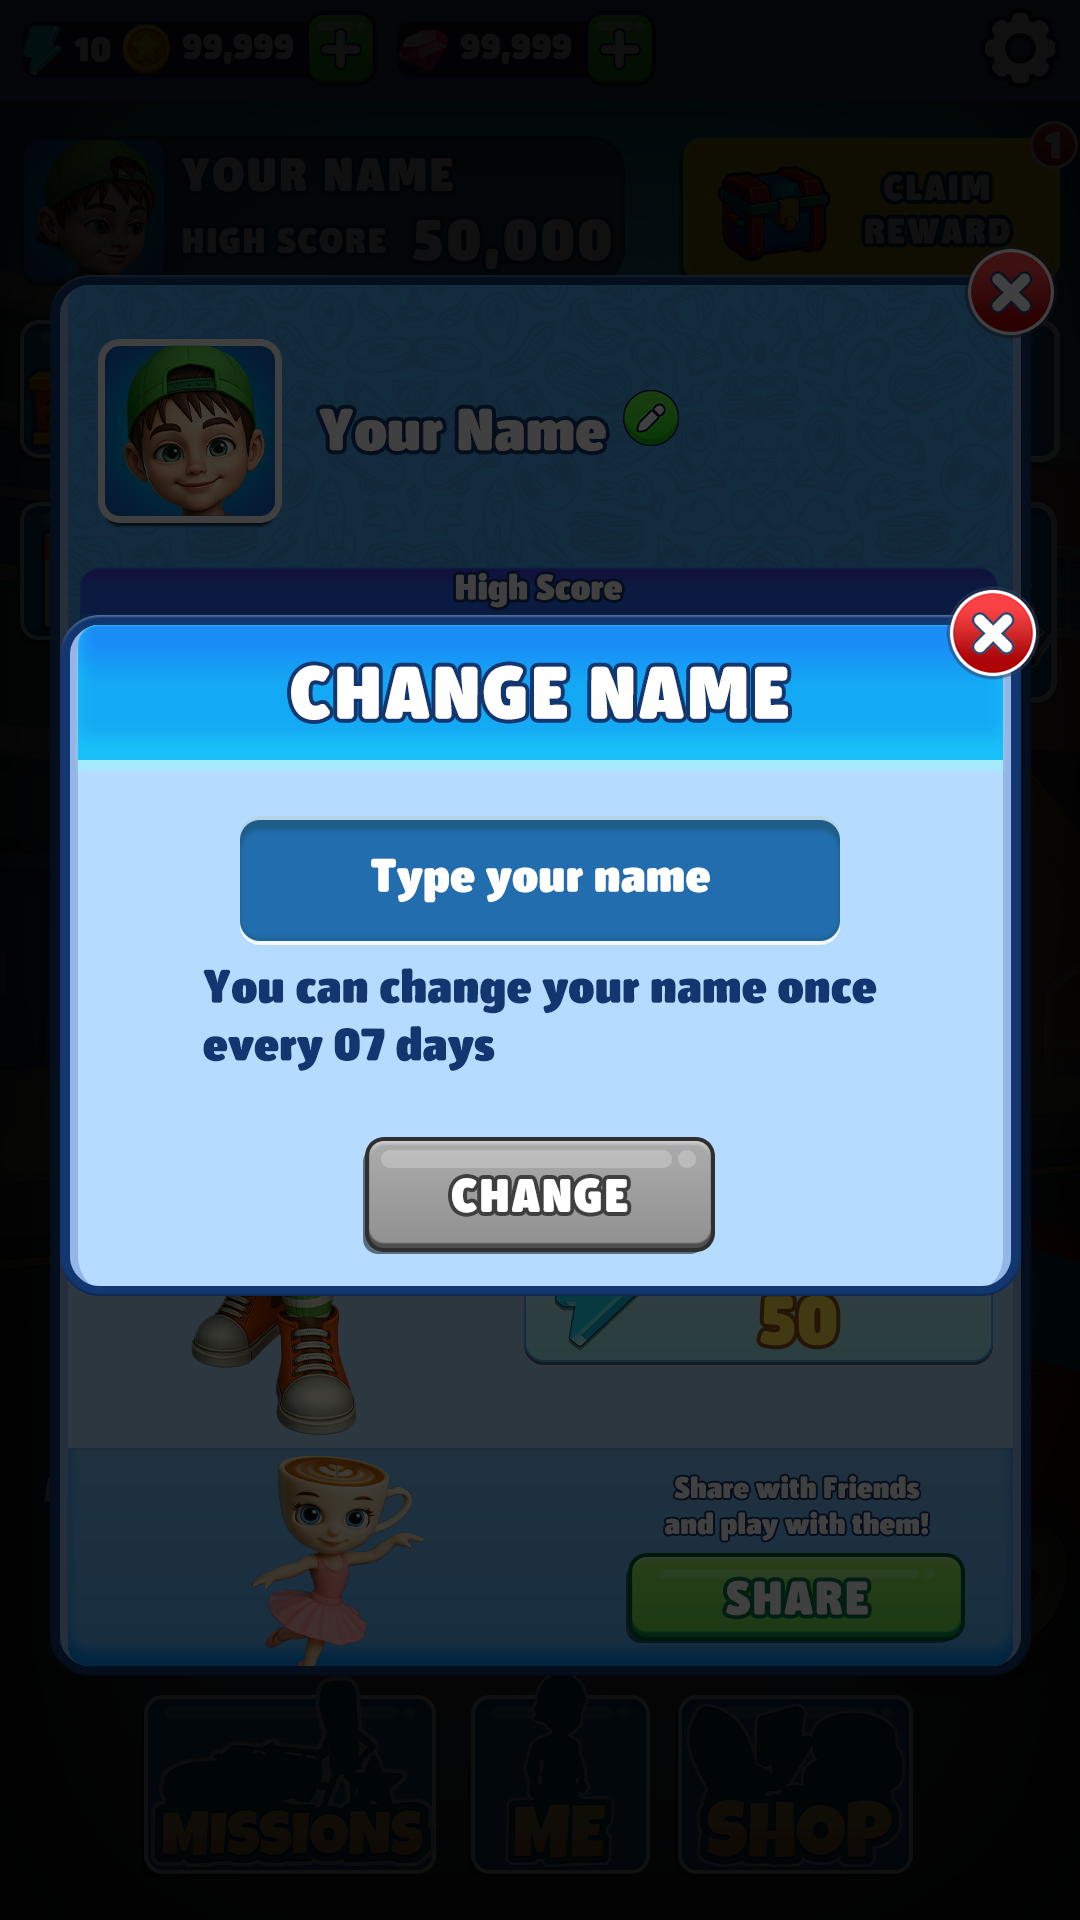 10 99,999 99,999
YOUR NAME
HIGH SCORE 50,000
CLAIM
REWARD
1
Your Name
High Score
CHANGE NAME
Type your name
You can change your name once
every 07 days
CHANGE
50
Share with Friends
and play with them!
SHARE
MISSIONS ME SHOP